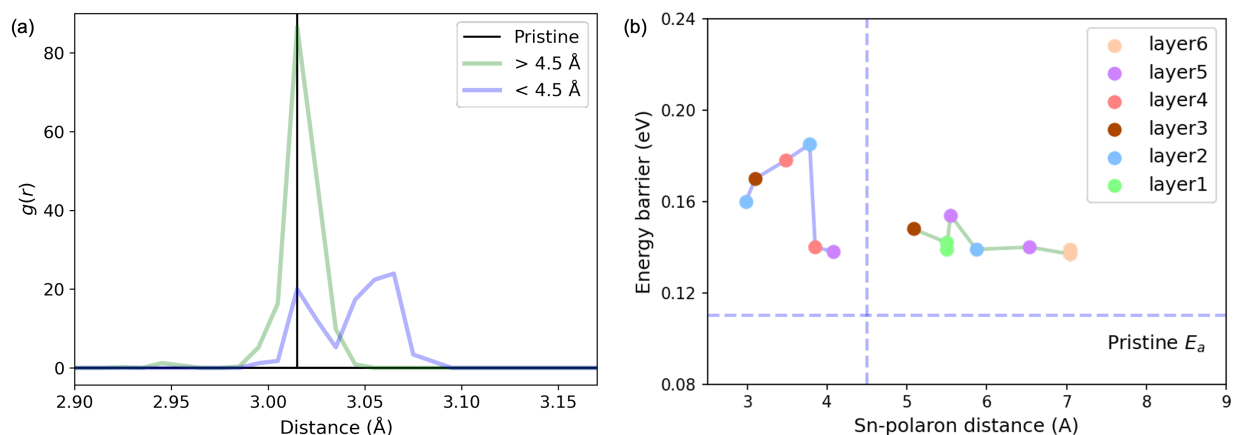 (a)
80
60
40
20
0
g(r)
Pristine
> 4.5 Å
< 4.5 Å
2.90 2.95 3.00 3.05 3.10 3.15
Distance (Å)
(b)
0.24
0.20
0.16
0.12
0.08
Energy barrier (eV)
layer6
layer5
layer4
layer3
layer2
layer1
Pristine Ea
3 4 5 6 7 8 9
Sn-polaron distance (A)